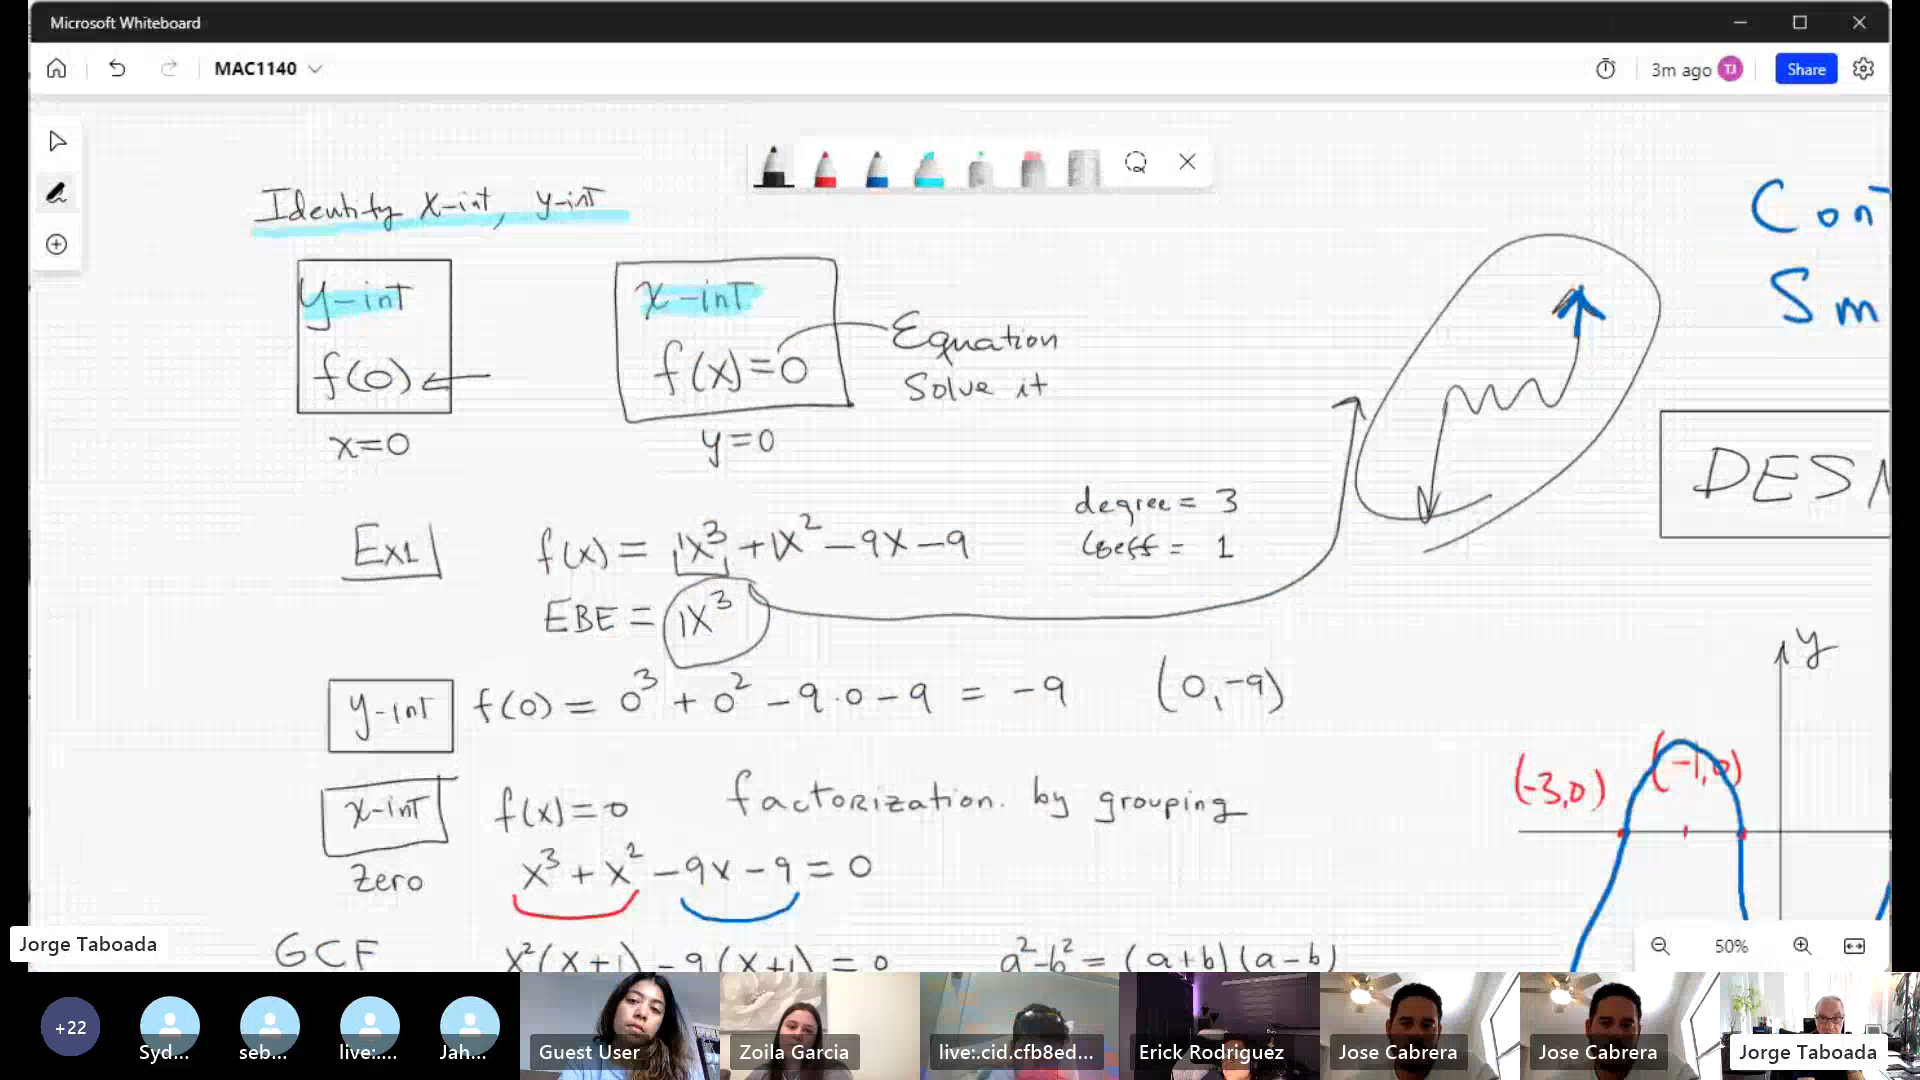 Microsoft Whiteboard
MAC1140
3m ago TJ Share
Identify x-int, y-int
Con
Sm
y-int
f(0)
x=0
x-int
f(x)=0
y=0
Equation
Solve it
DES
Ex1
f(x) = 1x³ + 1x² - 9x - 9
degree = 3
Coeff = 1
EBE = 1x³
y-int f(0) = 0³ + 0² - 9·0 - 9 = -9 (0,-9)
y
(-3,0) (-1,0)
x-int f(x)=0 factorization. by grouping
Zero
x³ + x² - 9x - 9 = 0
GCF x²(x+1) - 9(x+1) = 0 a²-b² = (a+b)(a-b)
50%
Jorge Taboada
+22
Syd...
seb...
live:....
Jah...
Guest User
Zoila Garcia
live:.cid.cfb8ed...
Erick Rodriguez
Jose Cabrera
Jose Cabrera
Jorge Taboada